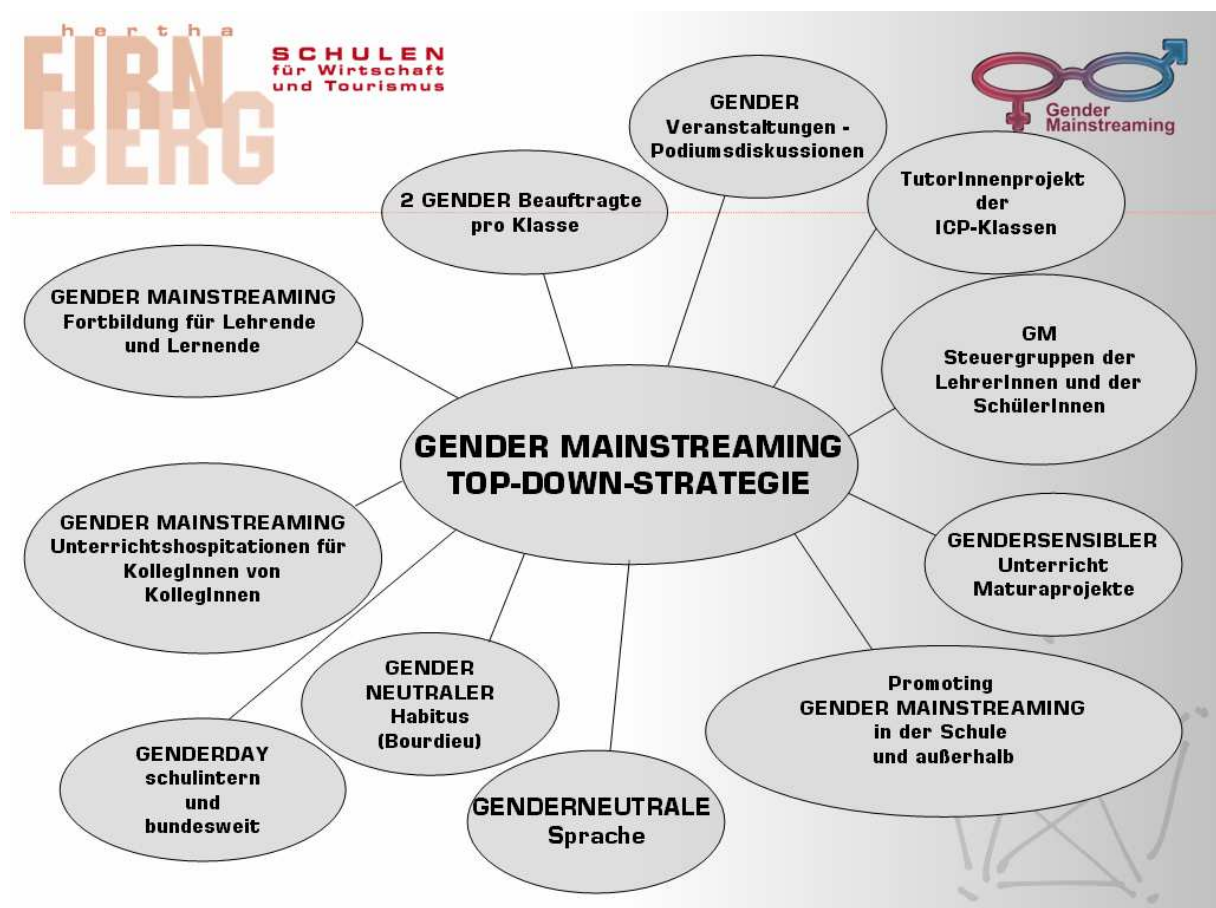 hertha
FIRN
BERG
SCHULEN
für Wirtschaft
und Tourismus
Gender
Mainstreaming
GENDER
Veranstaltungen -
Podiumsdiskussionen
2 GENDER Beauftragte
pro Klasse
TutorInnenprojekt
der
ICP-Klassen
GENDER MAINSTREAMING
Fortbildung für Lehrende
und Lernende
GM
Steuergruppen der
LehrerInnen und der
SchülerInnen
GENDER MAINSTREAMING
TOP-DOWN-STRATEGIE
GENDER MAINSTREAMING
Unterrichtshospitationen für
KollegInnen von
KollegInnen
GENDERSENSIBLER
Unterricht
Maturaprojekte
GENDER
NEUTRALER
Habitus
(Bourdieu)
Promoting
GENDER MAINSTREAMING
in der Schule
und außerhalb
GENDERDAY
schulintern
und
bundesweit
GENDERNEUTRALE
Sprache